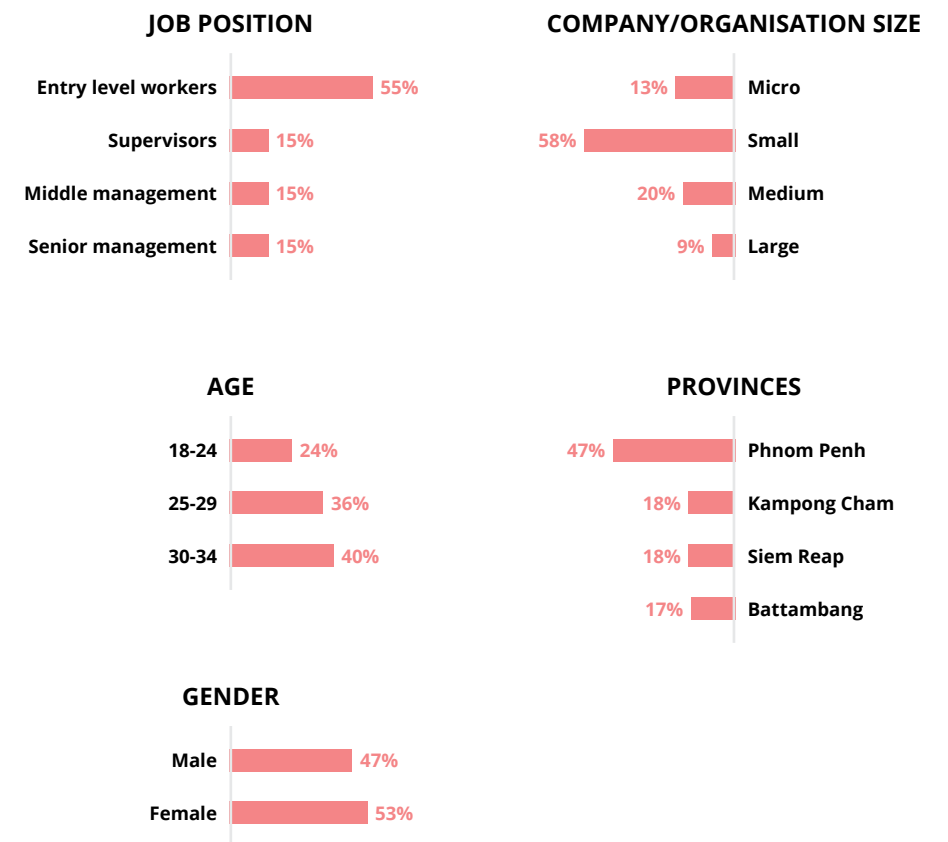 JOB POSITION
Entry level workers 55%
Supervisors 15%
Middle management 15%
Senior management 15%
COMPANY/ORGANISATION SIZE
13% Micro
58% Small
20% Medium
9% Large
AGE
18-24 24%
25-29 36%
30-34 40%
PROVINCES
47% Phnom Penh
18% Kampong Cham
18% Siem Reap
17% Battambang
GENDER
Male 47%
Female 53%